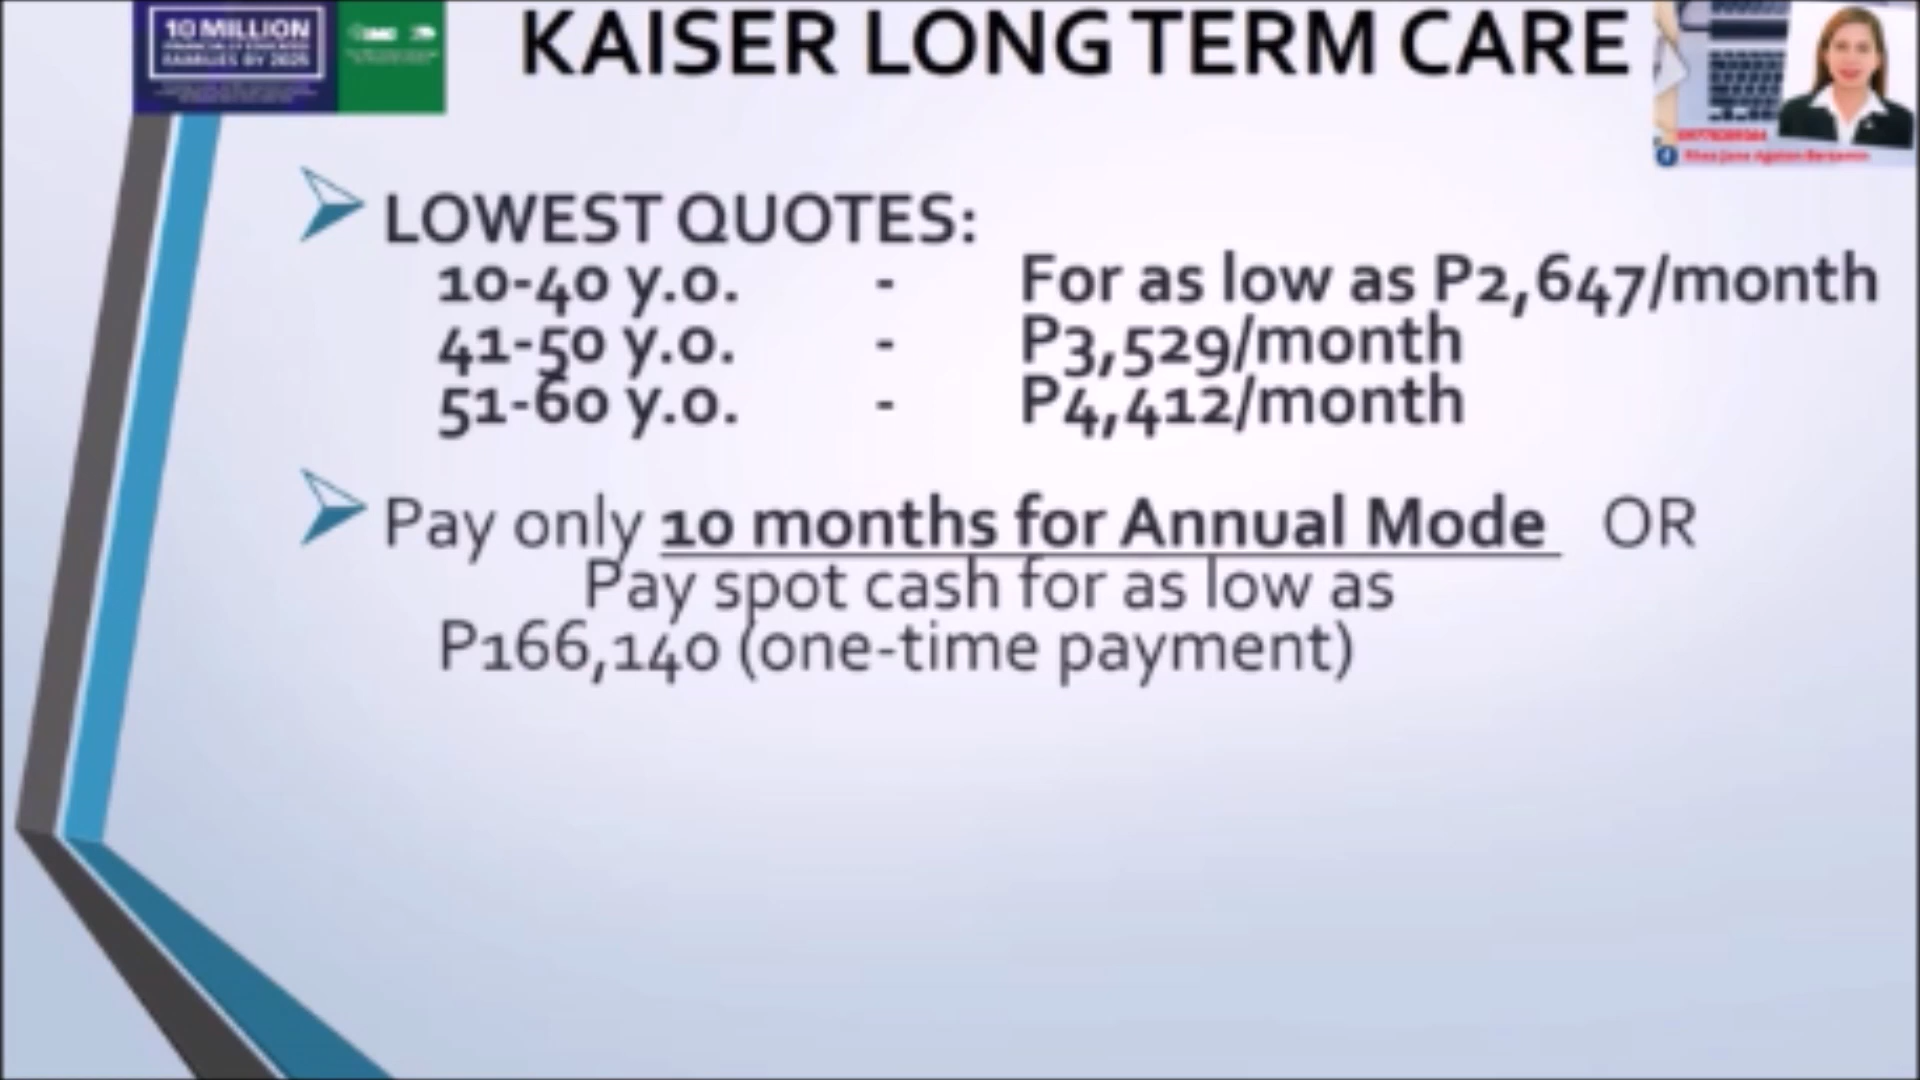 10 MILLION
FINANCIALLY EDUCATED
FAMILIES BY 2025
KAISER LONG TERM CARE
LOWEST QUOTES:
10-40 y.o. - For as low as P2,647/month
41-50 y.o. - P3,529/month
51-60 y.o. - P4,412/month
Pay only 10 months for Annual Mode OR
Pay spot cash for as low as
P166,140 (one-time payment)